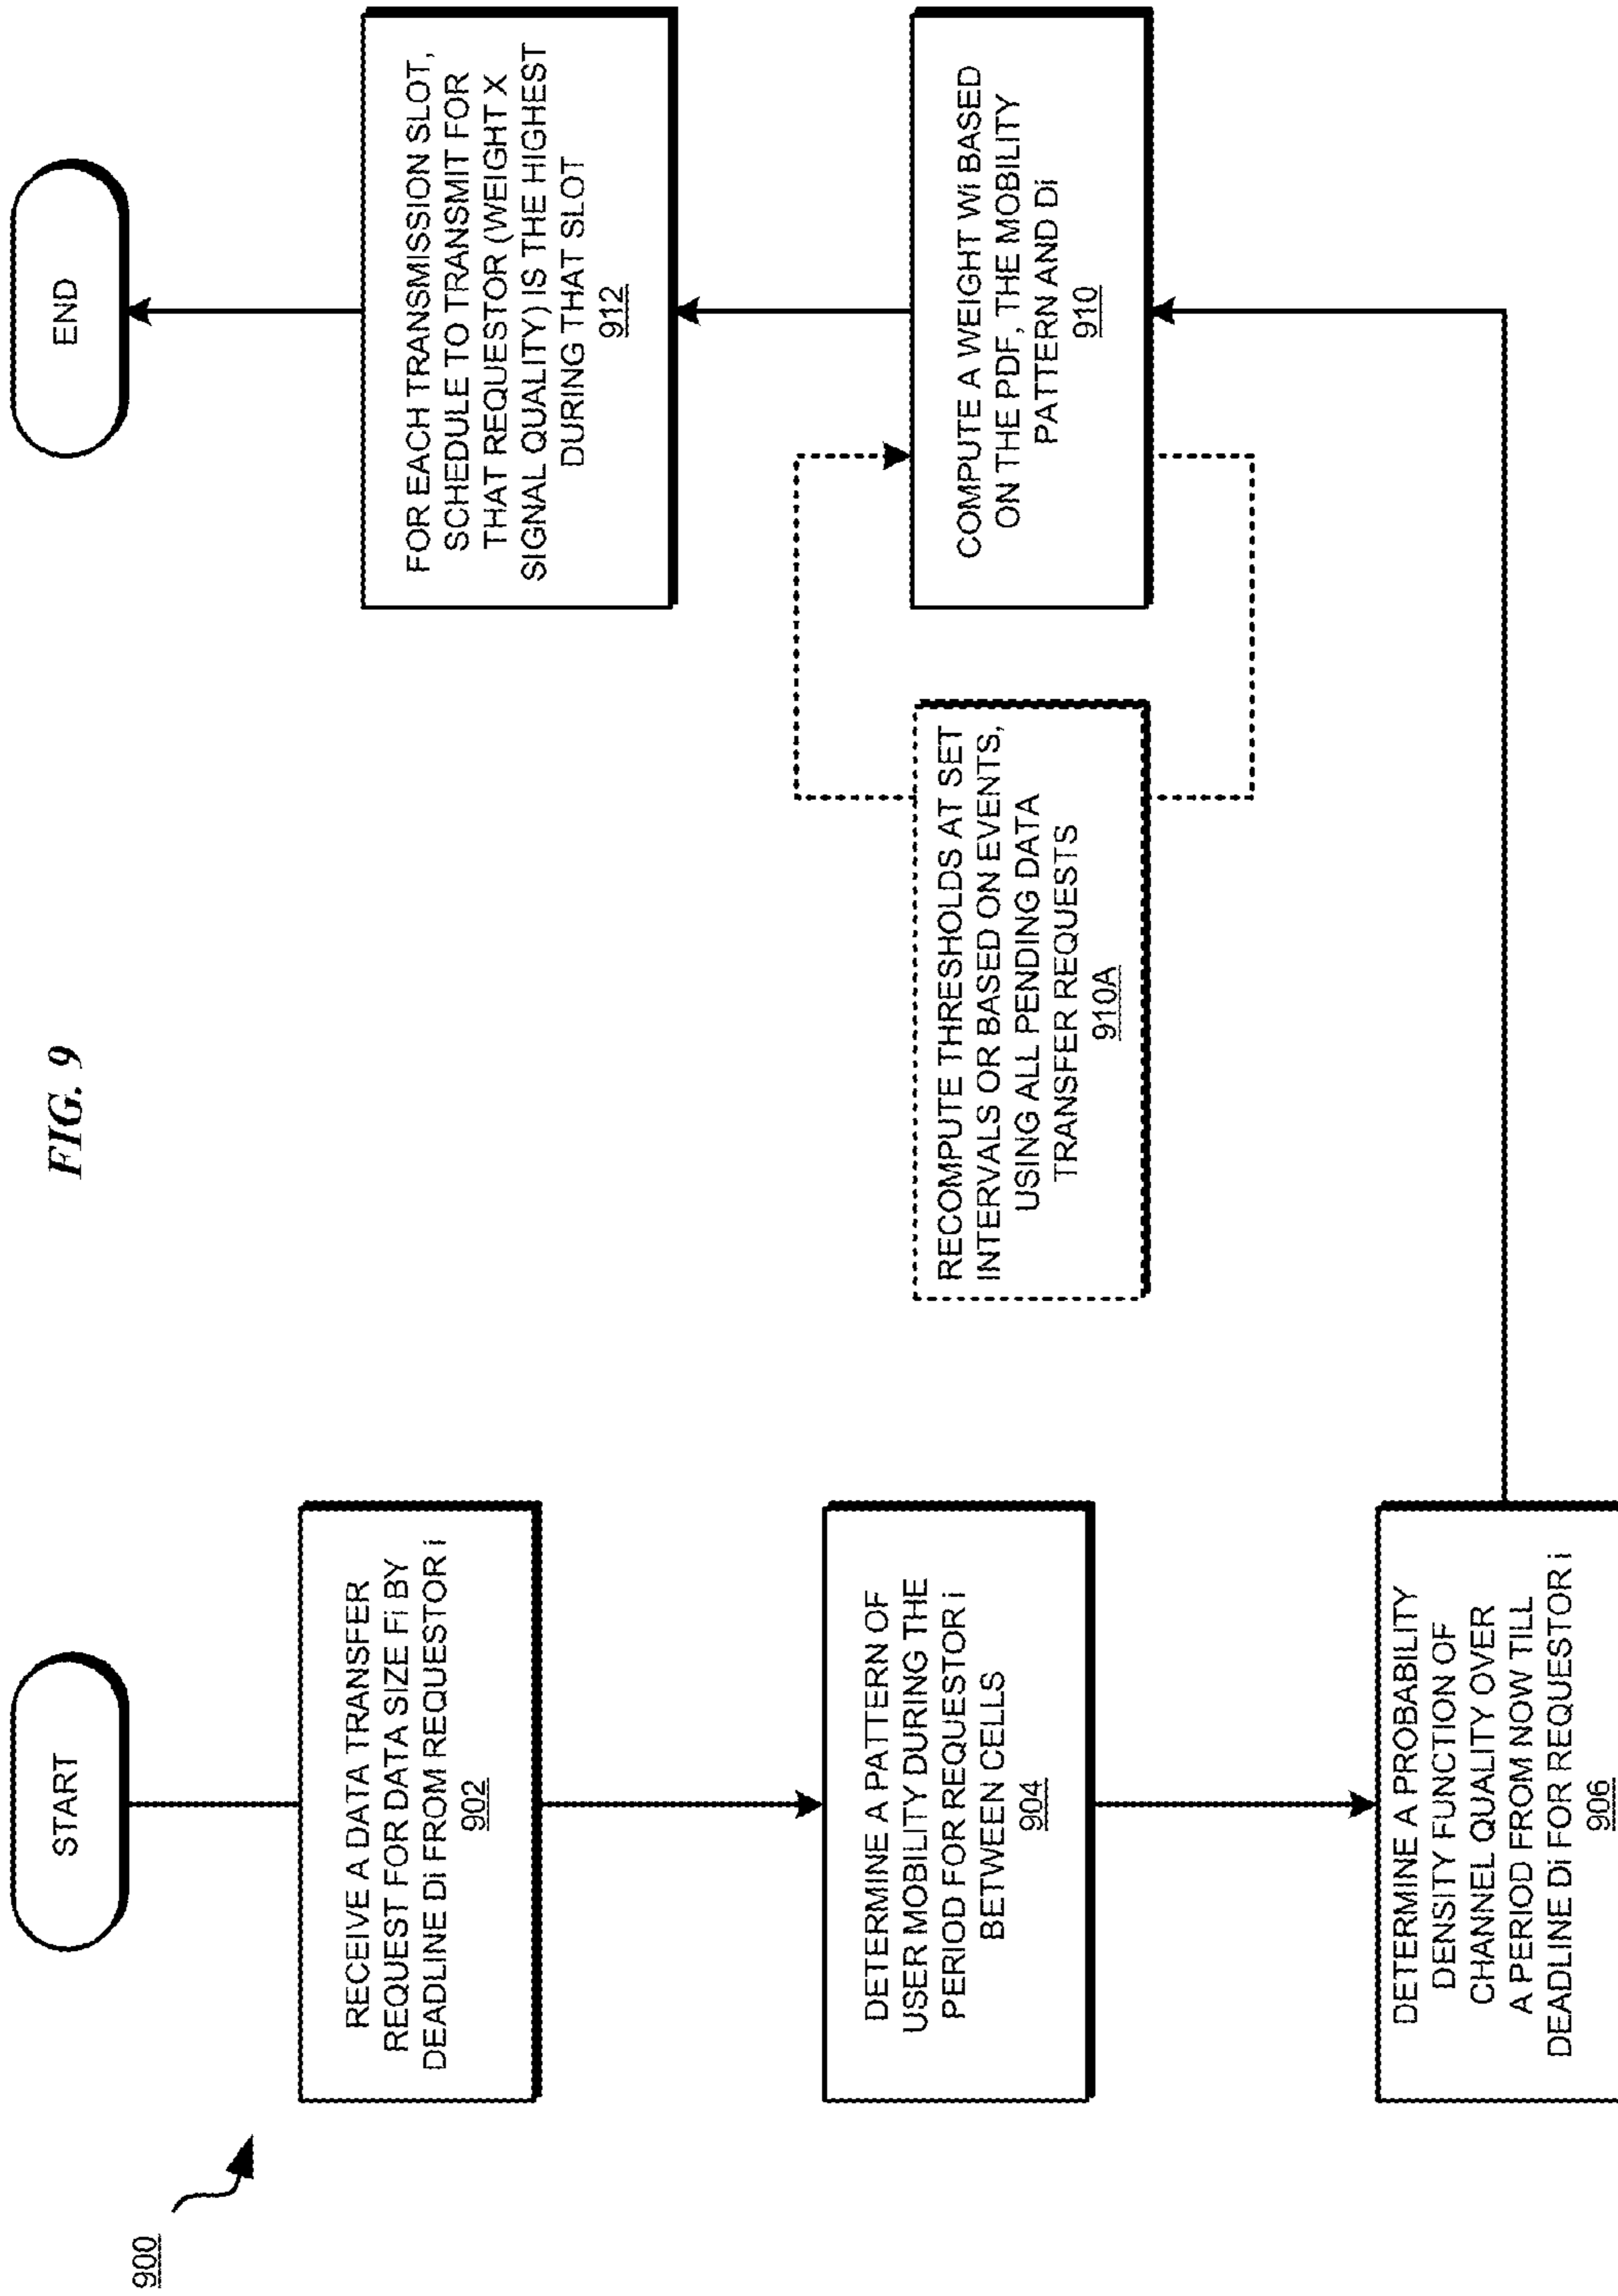 FIG. 9
900
START
RECEIVE A DATA TRANSFER
REQUEST FOR DATA SIZE Fi BY
DEADLINE Di FROM REQUESTOR i
902
DETERMINE A PATTERN OF
USER MOBILITY DURING THE
PERIOD FOR REQUESTOR i
BETWEEN CELLS
904
DETERMINE A PROBABILITY
DENSITY FUNCTION OF
CHANNEL QUALITY OVER
A PERIOD FROM NOW TILL
DEADLINE Di FOR REQUESTOR i
906
RECOMPUTE THRESHOLDS AT SET
INTERVALS OR BASED ON EVENTS,
USING ALL PENDING DATA
TRANSFER REQUESTS
910A
COMPUTE A WEIGHT Wi BASED
ON THE PDF, THE MOBILITY
PATTERN AND Di
910
FOR EACH TRANSMISSION SLOT,
SCHEDULE TO TRANSMIT FOR
THAT REQUESTOR (WEIGHT X
SIGNAL QUALITY) IS THE HIGHEST
DURING THAT SLOT
912
END